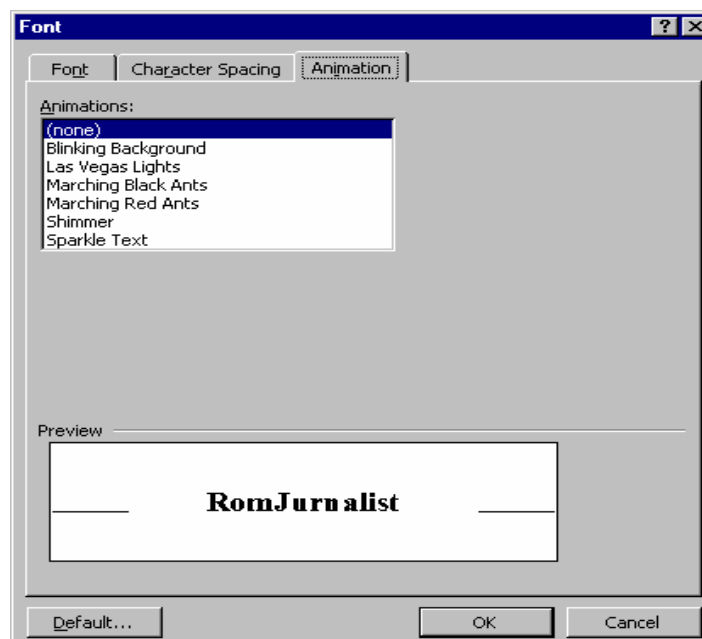 Font
Font Character Spacing Animation
Animations:
(none)
Blinking Background
Las Vegas Lights
Marching Black Ants
Marching Red Ants
Shimmer
Sparkle Text
Preview
RomJurnalist
Default... OK Cancel